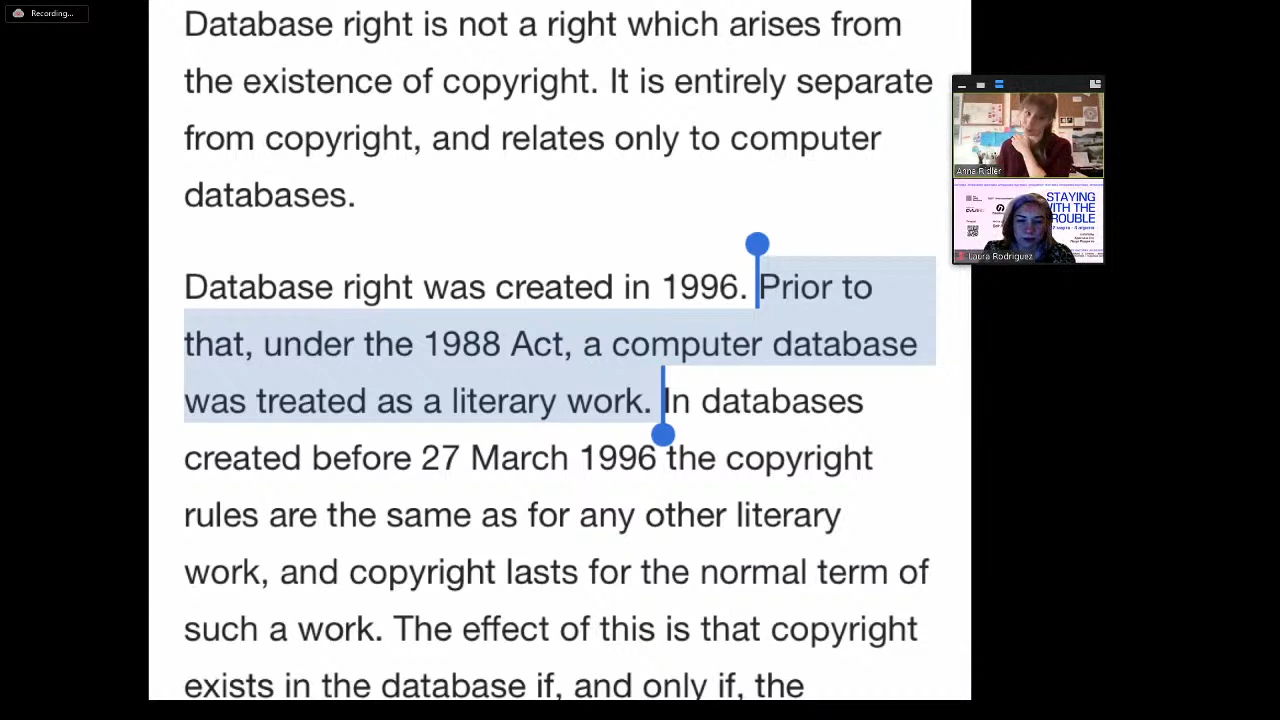 Recording...
Database right is not a right which arises from
the existence of copyright. It is entirely separate
from copyright, and relates only to computer
databases.
Database right was created in 1996. Prior to
that, under the 1988 Act, a computer database
was treated as a literary work. In databases
created before 27 March 1996 the copyright
rules are the same as for any other literary
work, and copyright lasts for the normal term of
such a work. The effect of this is that copyright
exists in the database if, and only if, the
Anna Ridler
STAYING
WITH THE
ROUBLE
Laura Rodriguez